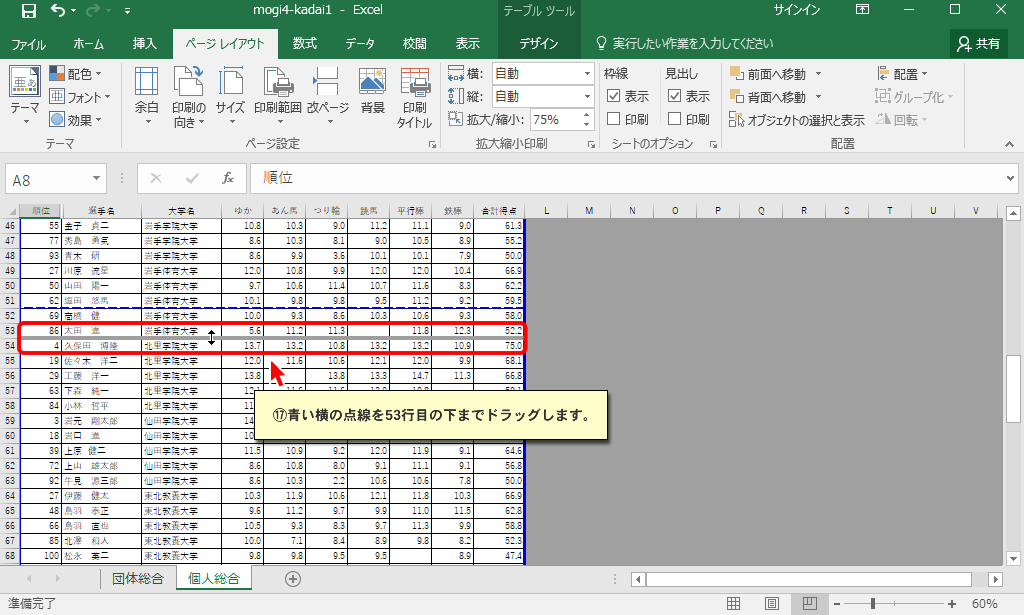 mogi4-kadai1 - Excel
テーブル ツール
サインイン
ファイル ホーム 挿入 ページ レイアウト 数式 データ 校閲 表示 デザイン 実行したい作業を入力してください 共有
テーマ 配色 フォント 効果 テーマ
余白 印刷の向き サイズ 印刷範囲 改ページ 背景 印刷タイトル ページ設定
横: 自動
縦: 自動
拡大/縮小: 75%
拡大縮小印刷
枠線 見出し
表示 表示
印刷 印刷
シートのオプション
前面へ移動 配置
背面へ移動 グループ化
オブジェクトの選択と表示 回転
配置
A8 fx 順位
順位 選手名 大学名 ゆか あん馬 つり輪 跳馬 平行棒 鉄棒 合計得点 L M N O P Q R S T U V
46 55 金子 貞二 岩手学院大学 10.8 10.3 9.0 11.2 11.1 9.0 61.3
47 77 秀島 勇気 岩手学院大学 8.6 10.3 8.1 9.0 10.5 8.9 55.2
48 93 青木 研 岩手学院大学 8.6 9.9 3.6 10.1 10.1 7.9 50.0
49 27 川原 流星 岩手体育大学 12.0 10.8 9.9 12.0 12.0 10.4 66.9
50 50 山田 陽一 岩手体育大学 9.7 10.6 11.4 10.7 11.6 8.3 62.2
51 62 塩田 悠馬 岩手体育大学 10.1 9.8 9.8 9.5 11.2 9.2 59.5
52 69 高橋 健 岩手体育大学 10.0 9.3 8.6 10.3 10.6 9.3 58.0
53 86 太田 進 岩手体育大学 5.6 11.2 11.3 11.8 12.3 52.2
54 4 久保田 博隆 北里学院大学 13.7 13.2 10.8 13.2 13.2 10.9 75.0
55 19 佐々木 洋二 北里学院大学 12.0 11.6 10.6 12.1 12.0 9.9 68.1
56 29 工藤 洋一 北里学院大学 13.8 13.8 13.3 14.7 11.3 66.8
57 63 下森 純一 北里学院大学
58 84 小林 哲平 北里学院大学
59 3 岩元 剛太郎 仙田学院大学
60 18 岩口 進 仙田学院大学
⑰青い横の点線を53行目の下までドラッグします。
61 39 上原 健二 仙田学院大学 11.5 10.9 9.2 12.0 11.9 9.1 64.6
62 72 上山 雄太郎 仙田学院大学 8.6 10.8 8.0 9.1 11.1 9.1 56.8
63 92 牛見 源三郎 仙田学院大学 8.6 10.3 2.2 10.6 10.6 7.8 50.0
64 27 伊藤 健太 東北教養大学 10.3 11.9 10.6 12.1 11.8 10.3 66.9
65 48 鳥羽 泰正 東北教養大学 9.6 11.2 9.7 9.9 11.0 11.5 62.8
66 66 鳥羽 直也 東北教養大学 10.5 9.3 8.3 9.7 11.3 9.9 58.8
67 85 北澤 和人 東北教養大学 10.0 7.1 8.4 8.9 9.8 8.2 52.3
68 100 松永 英二 東北教養大学 9.8 9.8 9.5 9.5 8.9 47.4
団体総合 個人総合
準備完了 60%